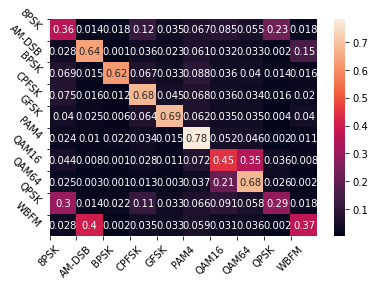 8PSK 0.36 0.014 0.018 0.12 0.035 0.067 0.085 0.055 0.23 0.018
AM-DSB 0.028 0.64 0.001 0.036 0.023 0.061 0.032 0.033 0.002 0.15
BPSK 0.069 0.015 0.62 0.067 0.033 0.088 0.036 0.04 0.014 0.016
CPFSK 0.075 0.016 0.012 0.68 0.045 0.068 0.036 0.034 0.016 0.02
GFSK 0.04 0.025 0.006 0.064 0.69 0.062 0.035 0.035 0.004 0.04
PAM4 0.024 0.01 0.022 0.034 0.015 0.78 0.052 0.046 0.002 0.011
QAM16 0.044 0.008 0.001 0.028 0.011 0.072 0.45 0.35 0.036 0.008
QAM64 0.025 0.003 0.001 0.013 0.003 0.037 0.21 0.68 0.026 0.002
QPSK 0.3 0.014 0.022 0.11 0.033 0.066 0.091 0.058 0.29 0.018
WBFM 0.028 0.4 0.002 0.035 0.033 0.059 0.031 0.036 0.002 0.37
8PSK AM-DSB BPSK CPFSK GFSK PAM4 QAM16 QAM64 QPSK WBFM
0.7
0.6
0.5
0.4
0.3
0.2
0.1